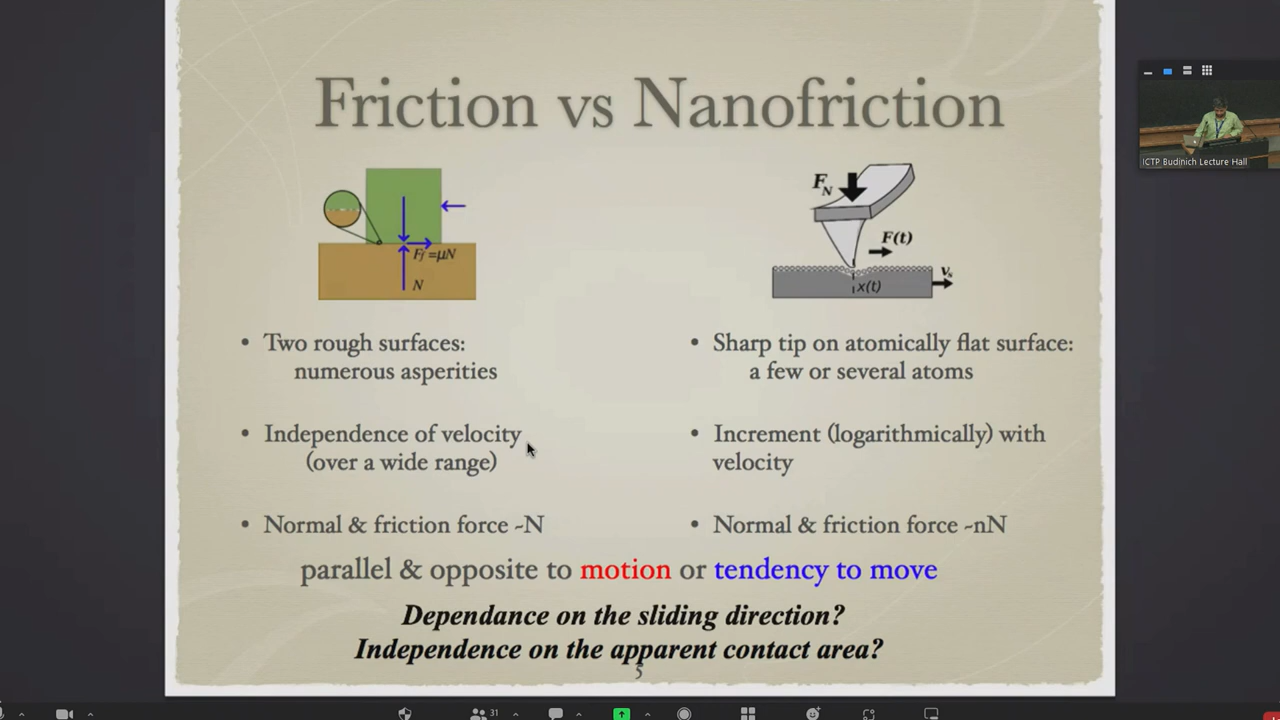 Friction vs Nanofriction
Ff =μN
N
FN
F(t)
vs
x(t)
• Two rough surfaces:
numerous asperities
• Independence of velocity
(over a wide range)
• Normal & friction force ~N
• Sharp tip on atomically flat surface:
a few or several atoms
• Increment (logarithmically) with
velocity
• Normal & friction force ~nN
parallel & opposite to motion or tendency to move
Dependance on the sliding direction?
Independence on the apparent contact area?
5
ICTP Budinich Lecture Hall
31